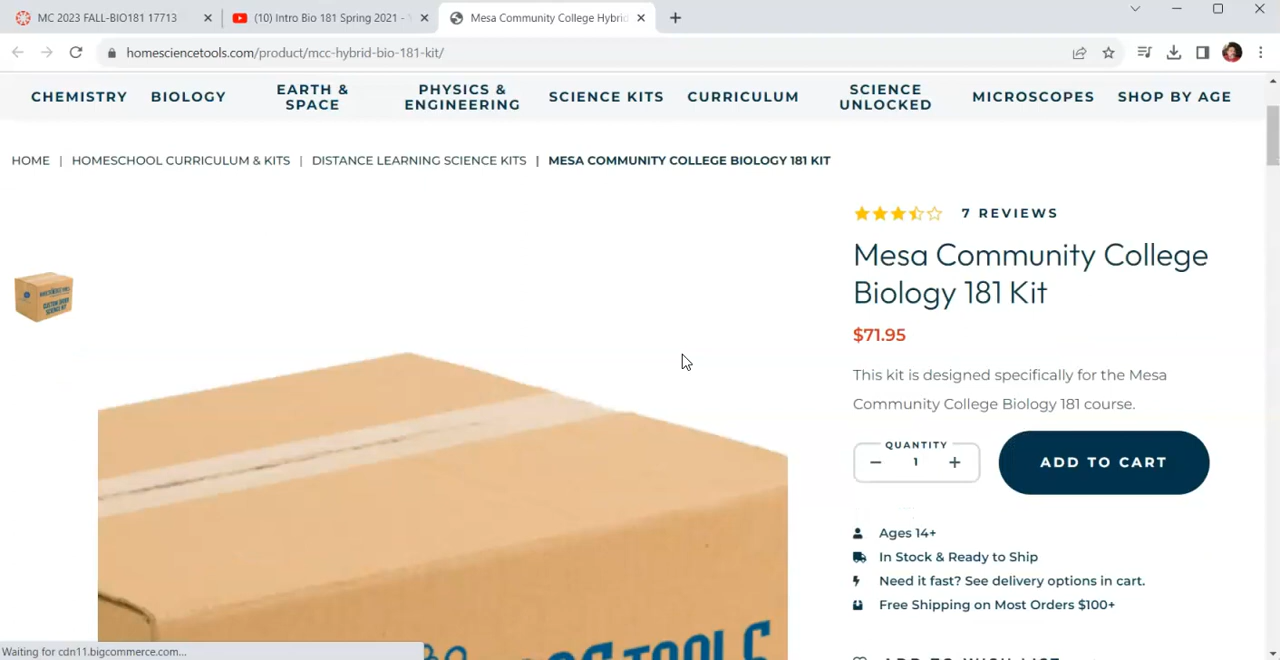 MC 2023 FALL-BIO181 17713
(10) Intro Bio 181 Spring 2021 -
Mesa Community College Hybrid
homesciencetools.com/product/mcc-hybrid-bio-181-kit/
CHEMISTRY
BIOLOGY
EARTH &
SPACE
PHYSICS &
ENGINEERING
SCIENCE KITS
CURRICULUM
SCIENCE
UNLOCKED
MICROSCOPES
SHOP BY AGE
HOME | HOMESCHOOL CURRICULUM & KITS | DISTANCE LEARNING SCIENCE KITS | MESA COMMUNITY COLLEGE BIOLOGY 181 KIT
7 REVIEWS
Mesa Community College
Biology 181 Kit
$71.95
This kit is designed specifically for the Mesa
Community College Biology 181 course.
QUANTITY
− 1 +
ADD TO CART
Ages 14+
In Stock & Ready to Ship
Need it fast? See delivery options in cart.
Free Shipping on Most Orders $100+
ADD TO WISH LIST
Waiting for cdn11.bigcommerce.com...